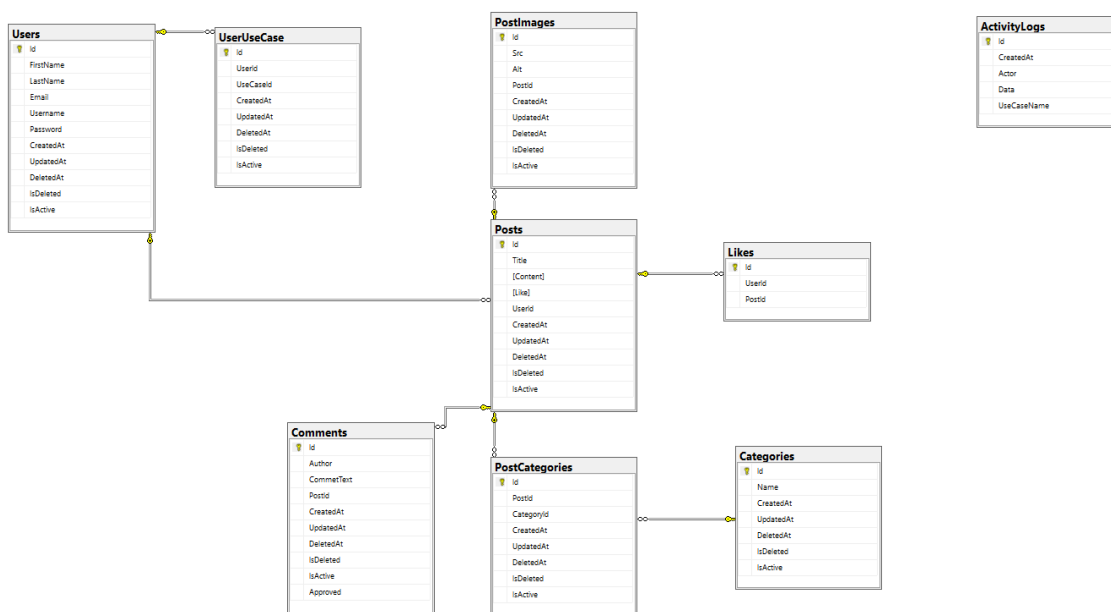 Users
Id
FirstName
LastName
Email
Username
Password
CreatedAt
UpdatedAt
DeletedAt
IsDeleted
IsActive
UserUseCase
Id
UserId
UseCaseId
CreatedAt
UpdatedAt
DeletedAt
IsDeleted
IsActive
PostImages
Id
Src
Alt
PostId
CreatedAt
UpdatedAt
DeletedAt
IsDeleted
IsActive
ActivityLogs
Id
CreatedAt
Actor
Data
UseCaseName
Posts
Id
Title
[Content]
[Like]
UserId
CreatedAt
UpdatedAt
DeletedAt
IsDeleted
IsActive
Likes
Id
UserId
PostId
Comments
Id
Author
CommetText
PostId
CreatedAt
UpdatedAt
DeletedAt
IsDeleted
IsActive
Approved
PostCategories
Id
PostId
CategoryId
CreatedAt
UpdatedAt
DeletedAt
IsDeleted
IsActive
Categories
Id
Name
CreatedAt
UpdatedAt
DeletedAt
IsDeleted
IsActive